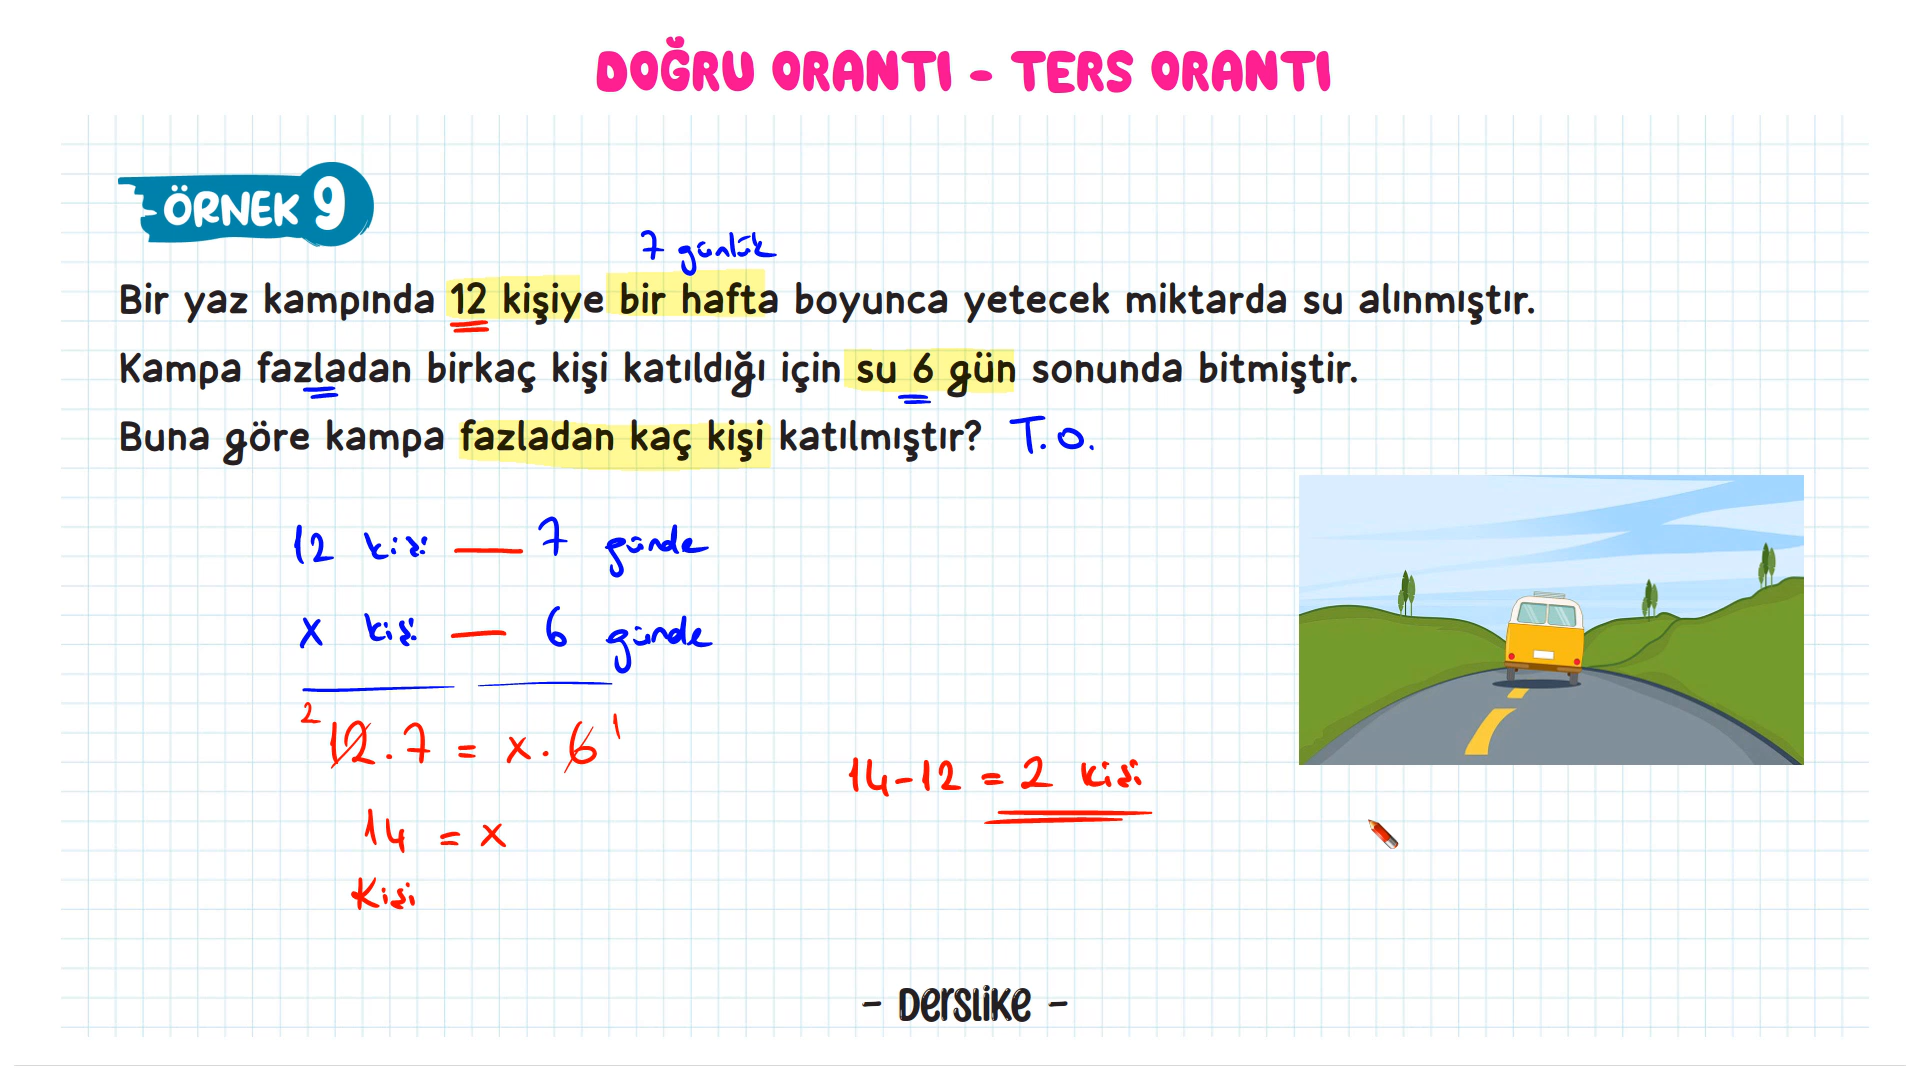 DOĞRU ORANTI - TERS ORANTI
ÖRNEK 9
7 günlük
Bir yaz kampında 12 kişiye bir hafta boyunca yetecek miktarda su alınmıştır.
Kampa fazladan birkaç kişi katıldığı için su 6 gün sonunda bitmiştir.
Buna göre kampa fazladan kaç kişi katılmıştır? T.O.
12 kişi — 7 günde
x kişi — 6 günde
2 12.7 = x.6 1
14 = x
Kişi
14-12 = 2 kişi
- Derslike -